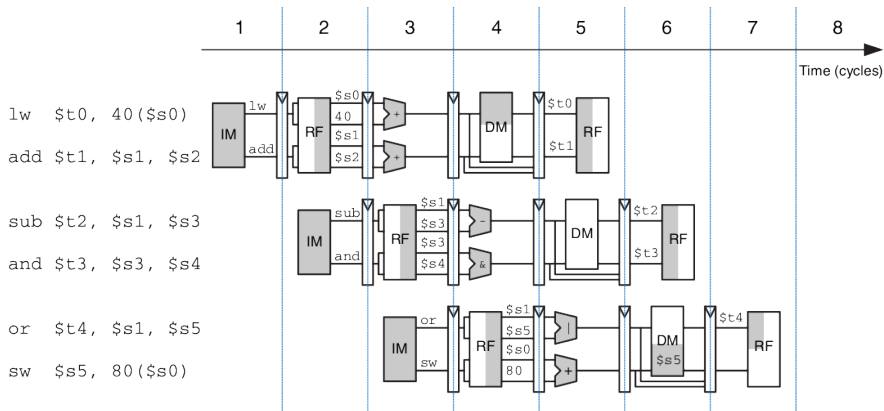 1 2 3 4 5 6 7 8
Time (cycles)
lw $t0, 40($s0)
add $t1, $s1, $s2
IM lw add RF $s0 40 $s1 $s2 + + DM $t0 $t1 RF
sub $t2, $s1, $s3
and $t3, $s3, $s4
IM sub and RF $s1 $s3 $s3 $s4 - & DM $t2 $t3 RF
or $t4, $s1, $s5
sw $s5, 80($s0)
IM or sw RF $s1 $s5 $s0 80 | + DM $s5 $t4 RF